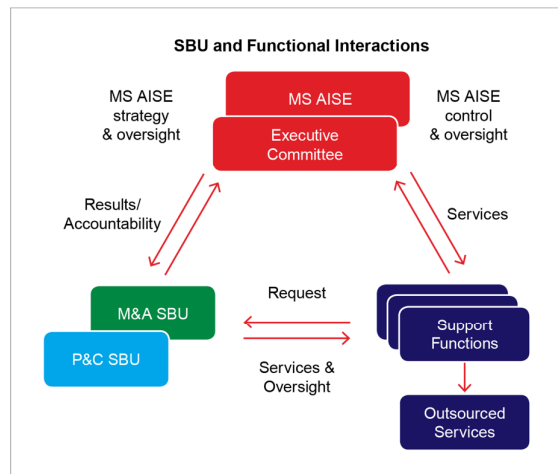 SBU and Functional Interactions
MS AISE
strategy
& oversight
MS AISE
Executive
Committee
MS AISE
control
& oversight
Results/
Accountability
Services
M&A SBU
P&C SBU
Request
Services &
Oversight
Support
Functions
Outsourced
Services